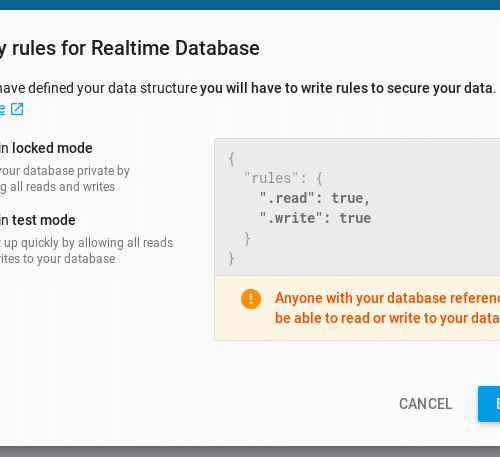 y rules for Realtime Database
have defined your data structure you will have to write rules to secure your data.
e
in locked mode
your database private by
g all reads and writes
in test mode
t up quickly by allowing all reads
rites to your database
{
"rules": {
".read": true,
".write": true
}
}
Anyone with your database referenc
be able to read or write to your data
CANCEL